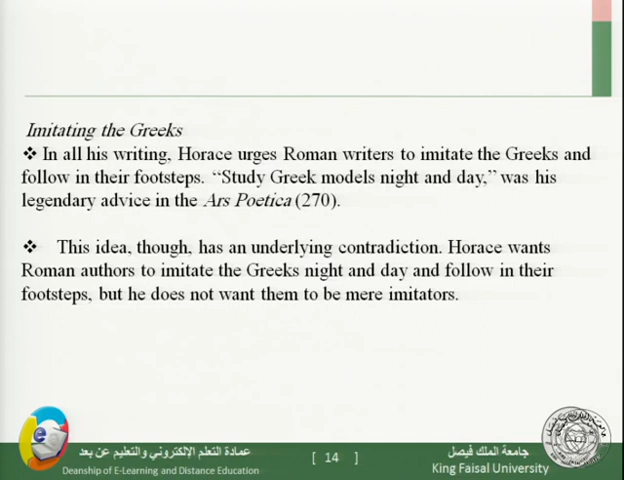 Imitating the Greeks
❖ In all his writing, Horace urges Roman writers to imitate the Greeks and
follow in their footsteps. “Study Greek models night and day,” was his
legendary advice in the Ars Poetica (270).
❖ This idea, though, has an underlying contradiction. Horace wants
Roman authors to imitate the Greeks night and day and follow in their
footsteps, but he does not want them to be mere imitators.
عمادة التعلم الإلكتروني والتعليم عن بعد
Deanship of E-Learning and Distance Education
[ 14 ]
جامعة الملك فيصل
King Faisal University